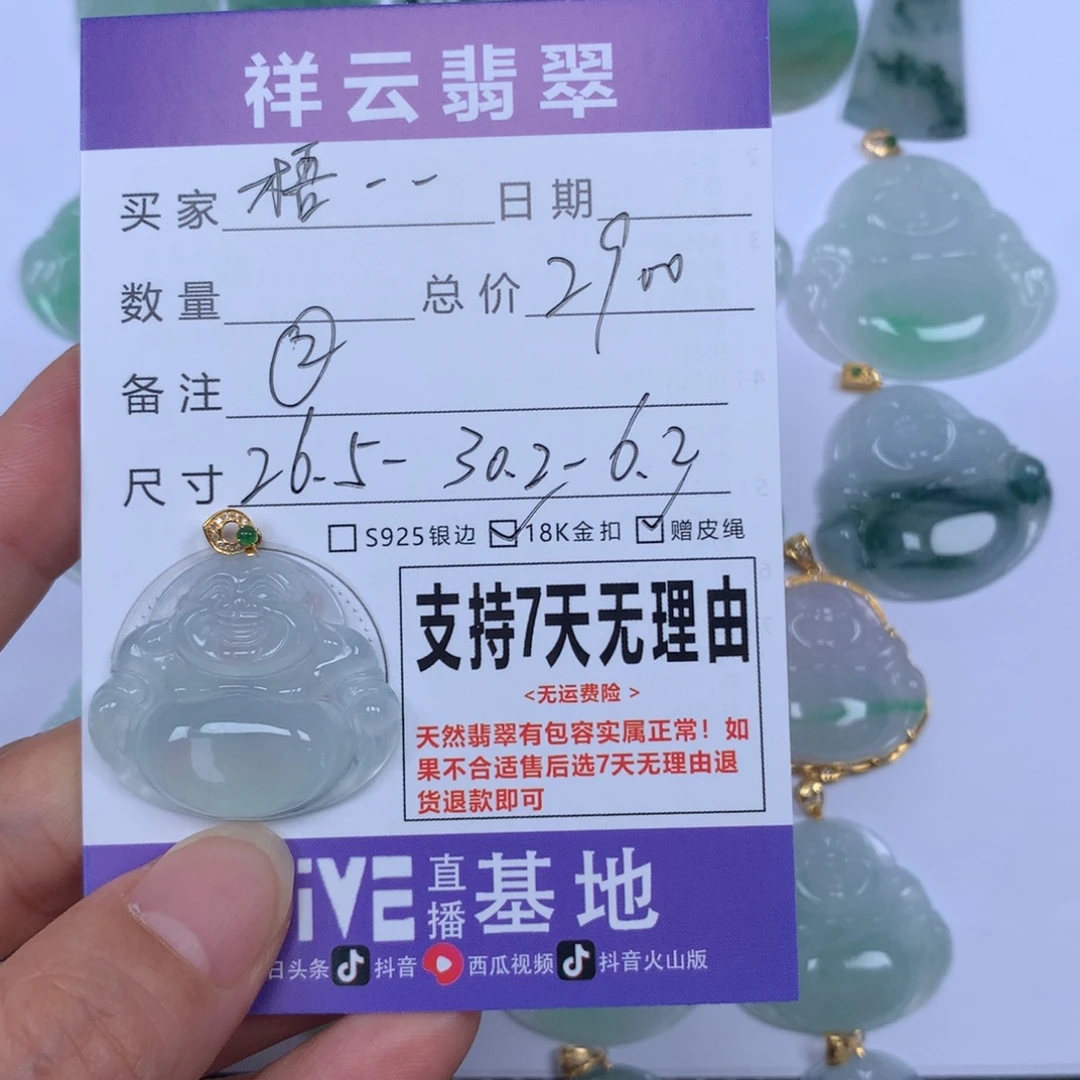 祥云翡翠
买家 梧-- 日期
数量 总价 2900
备注 ②
尺寸 26.5- 30.2- 6.2
S925银边 18K金扣 赠皮绳
支持7天无理由
<无运费险 >
天然翡翠有包容实属正常！如
果不合适售后选7天无理由退
货退款即可
iVE 直播 基地
日头条 抖音 西瓜视频 抖音火山版